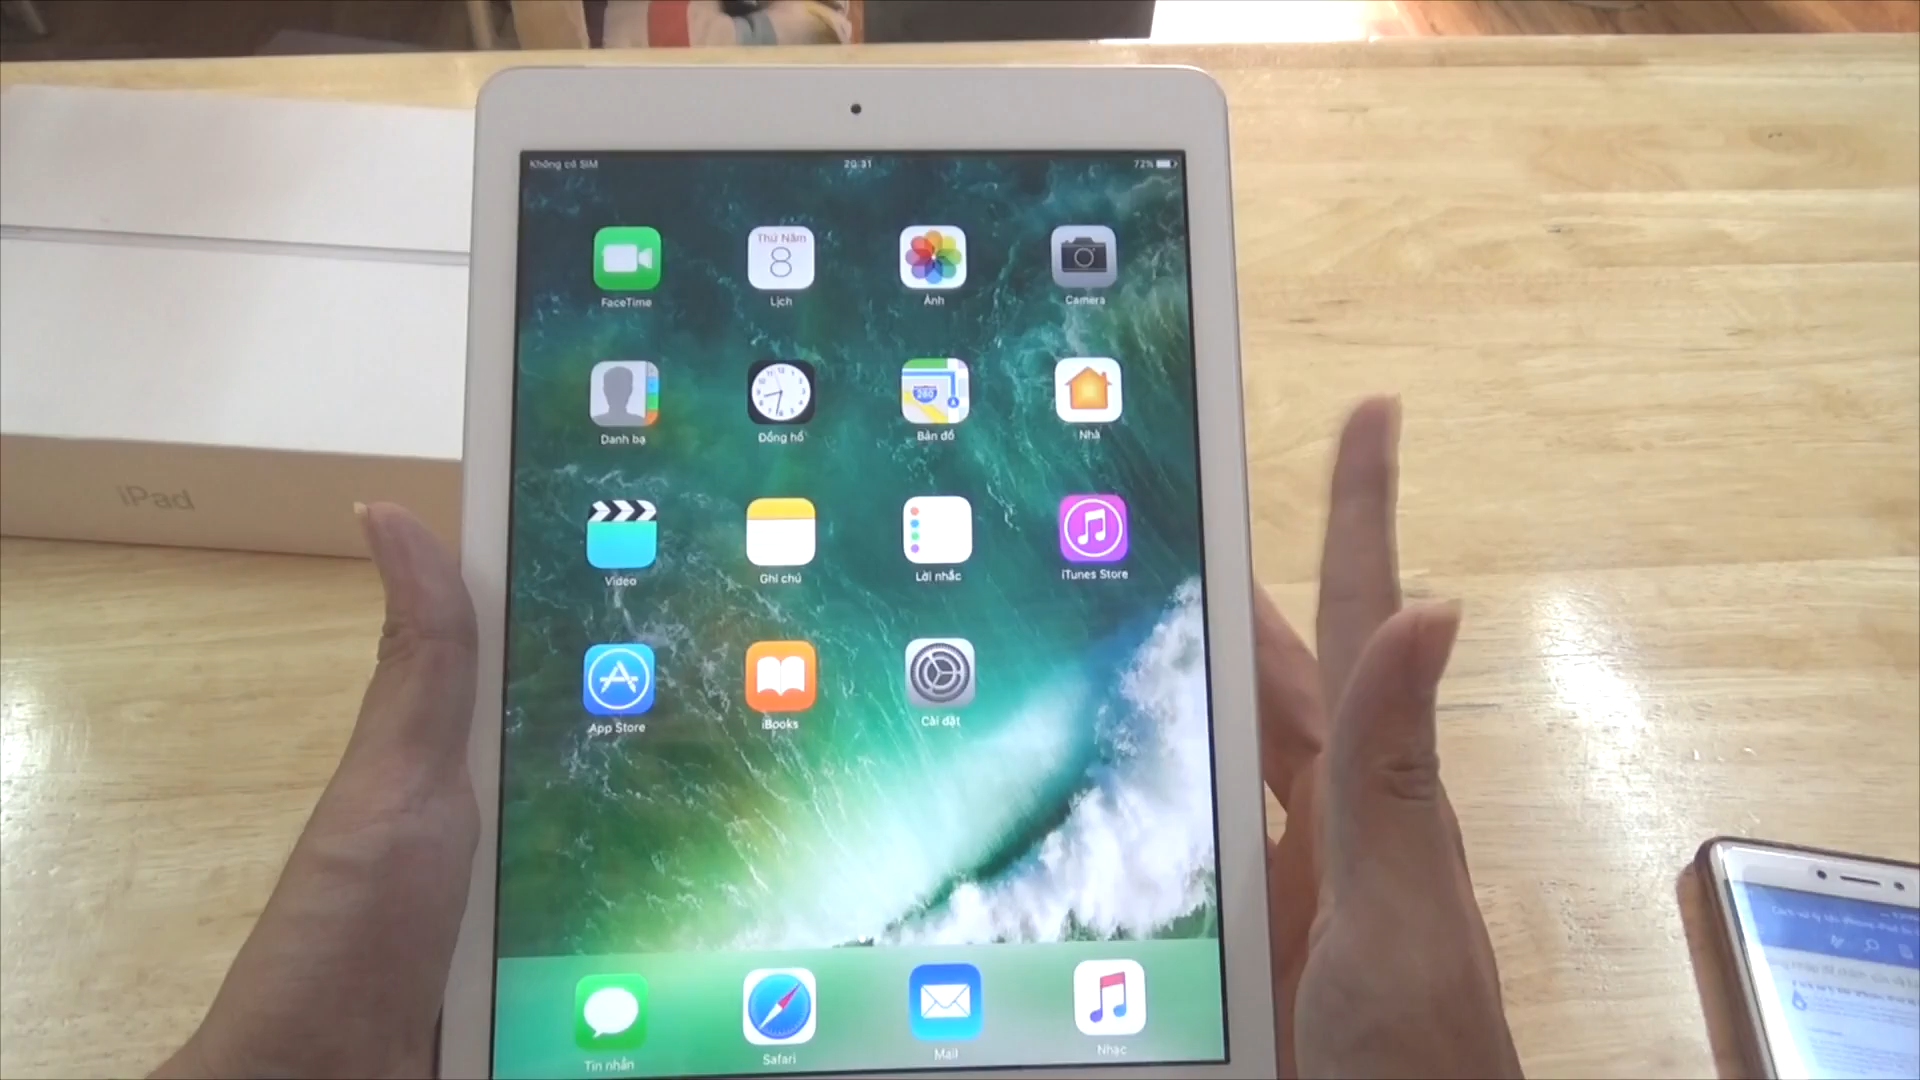 Không có SIM 20:31 72%
Thứ Năm
8
FaceTime Lịch Ảnh Camera
280
Danh bạ Đồng hồ Bản đồ Nhà
iPad
Video Ghi chú Lời nhắc iTunes Store
App Store iBooks Cài đặt
Tin nhắn Safari Mail Nhạc